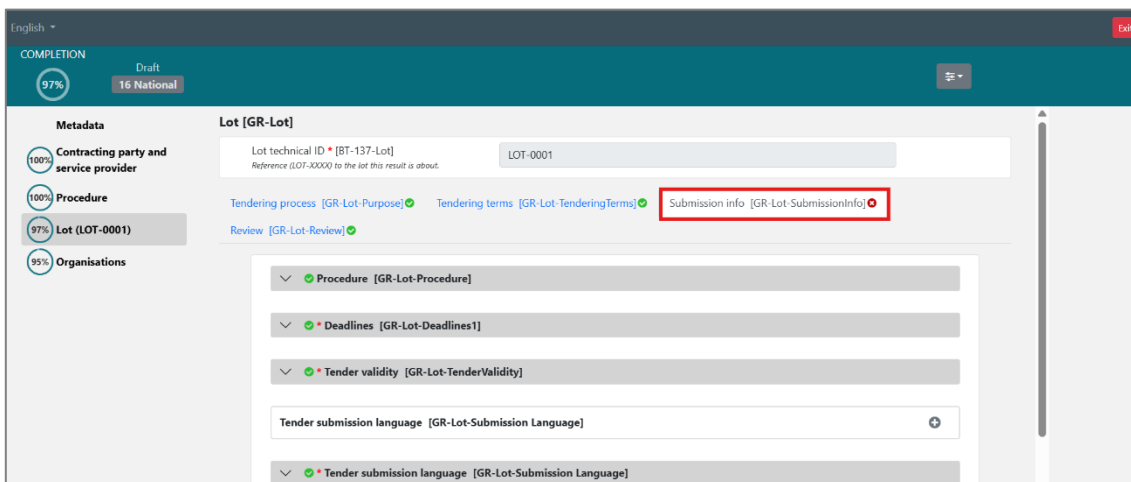 English
Exit
COMPLETION
97%
Draft
16 National
Metadata
100%
Contracting party and
service provider
100%
Procedure
97%
Lot (LOT-0001)
95%
Organisations
Lot [GR-Lot]
Lot technical ID * [BT-137-Lot]
Reference (LOT-XXXX) to the lot this result is about.
LOT-0001
Tendering process [GR-Lot-Purpose]
Tendering terms [GR-Lot-TenderingTerms]
Submission info [GR-Lot-SubmissionInfo]
Review [GR-Lot-Review]
Procedure [GR-Lot-Procedure]
* Deadlines [GR-Lot-Deadlines1]
* Tender validity [GR-Lot-TenderValidity]
Tender submission language [GR-Lot-Submission Language]
* Tender submission language [GR-Lot-Submission Language]